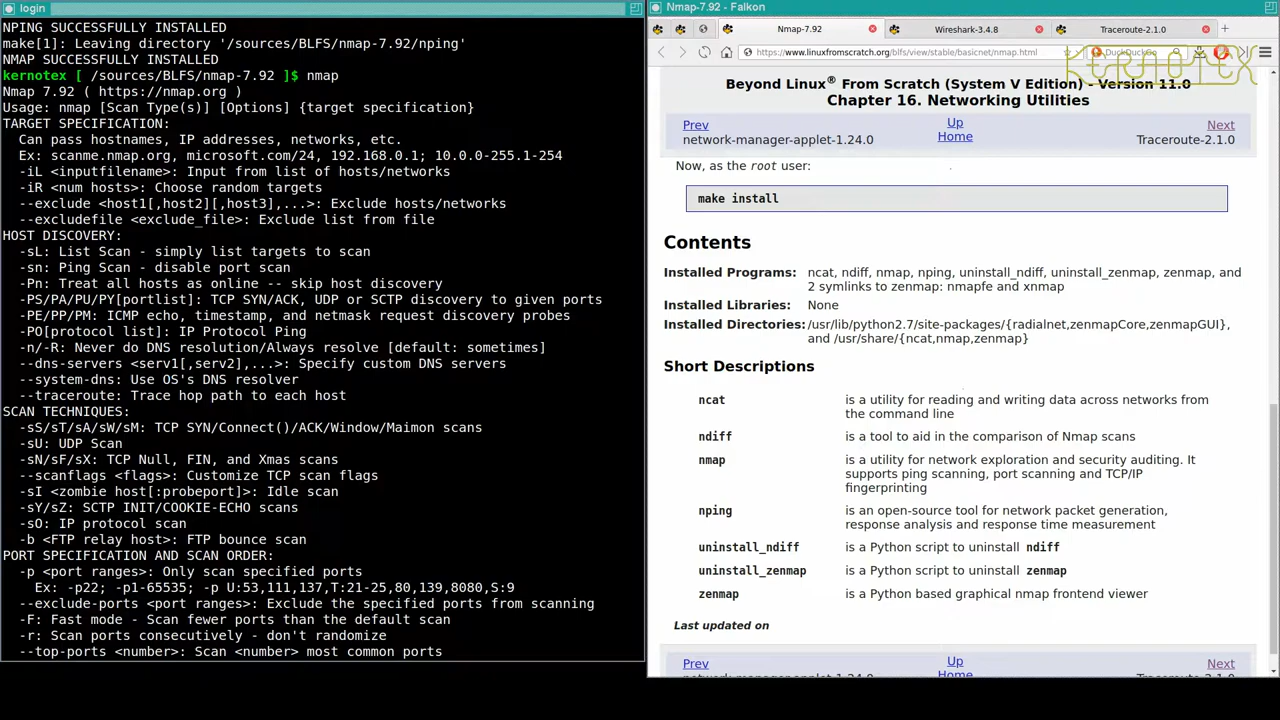 login
NPING SUCCESSFULLY INSTALLED
make[1]: Leaving directory '/sources/BLFS/nmap-7.92/nping'
NMAP SUCCESSFULLY INSTALLED
kernotex [ /sources/BLFS/nmap-7.92 ]$ nmap
Nmap 7.92 ( https://nmap.org )
Usage: nmap [Scan Type(s)] [Options] {target specification}
TARGET SPECIFICATION:
  Can pass hostnames, IP addresses, networks, etc.
  Ex: scanme.nmap.org, microsoft.com/24, 192.168.0.1; 10.0.0-255.1-254
  -iL <inputfilename>: Input from list of hosts/networks
  -iR <num hosts>: Choose random targets
  --exclude <host1[,host2][,host3],...>: Exclude hosts/networks
  --excludefile <exclude_file>: Exclude list from file
HOST DISCOVERY:
  -sL: List Scan - simply list targets to scan
  -sn: Ping Scan - disable port scan
  -Pn: Treat all hosts as online -- skip host discovery
  -PS/PA/PU/PY[portlist]: TCP SYN/ACK, UDP or SCTP discovery to given ports
  -PE/PP/PM: ICMP echo, timestamp, and netmask request discovery probes
  -PO[protocol list]: IP Protocol Ping
  -n/-R: Never do DNS resolution/Always resolve [default: sometimes]
  --dns-servers <serv1[,serv2],...>: Specify custom DNS servers
  --system-dns: Use OS's DNS resolver
  --traceroute: Trace hop path to each host
SCAN TECHNIQUES:
  -sS/sT/sA/sW/sM: TCP SYN/Connect()/ACK/Window/Maimon scans
  -sU: UDP Scan
  -sN/sF/sX: TCP Null, FIN, and Xmas scans
  --scanflags <flags>: Customize TCP scan flags
  -sI <zombie host[:probeport]>: Idle scan
  -sY/sZ: SCTP INIT/COOKIE-ECHO scans
  -sO: IP protocol scan
  -b <FTP relay host>: FTP bounce scan
PORT SPECIFICATION AND SCAN ORDER:
  -p <port ranges>: Only scan specified ports
    Ex: -p22; -p1-65535; -p U:53,111,137,T:21-25,80,139,8080,S:9
  --exclude-ports <port ranges>: Exclude the specified ports from scanning
  -F: Fast mode - Scan fewer ports than the default scan
  -r: Scan ports consecutively - don't randomize
  --top-ports <number>: Scan <number> most common ports
Nmap-7.92 - Falkon
Nmap-7.92 Wireshark-3.4.8 Traceroute-2.1.0
https://www.linuxfromscratch.org/blfs/view/stable/basicnet/nmap.html DuckDuckGo
KERNOTEX
Beyond Linux® From Scratch (System V Edition) - Version 11.0
Chapter 16. Networking Utilities
Prev Up Next
network-manager-applet-1.24.0 Home Traceroute-2.1.0
Now, as the root user:
make install
Contents
Installed Programs: ncat, ndiff, nmap, nping, uninstall_ndiff, uninstall_zenmap, zenmap, and
2 symlinks to zenmap: nmapfe and xnmap
Installed Libraries: None
Installed Directories: /usr/lib/python2.7/site-packages/{radialnet,zenmapCore,zenmapGUI},
and /usr/share/{ncat,nmap,zenmap}
Short Descriptions
ncat is a utility for reading and writing data across networks from
the command line
ndiff is a tool to aid in the comparison of Nmap scans
nmap is a utility for network exploration and security auditing. It
supports ping scanning, port scanning and TCP/IP
fingerprinting
nping is an open-source tool for network packet generation,
response analysis and response time measurement
uninstall_ndiff is a Python script to uninstall ndiff
uninstall_zenmap is a Python script to uninstall zenmap
zenmap is a Python based graphical nmap frontend viewer
Last updated on
Prev Up Next
network-manager-applet-1.24.0 Home Traceroute-2.1.0